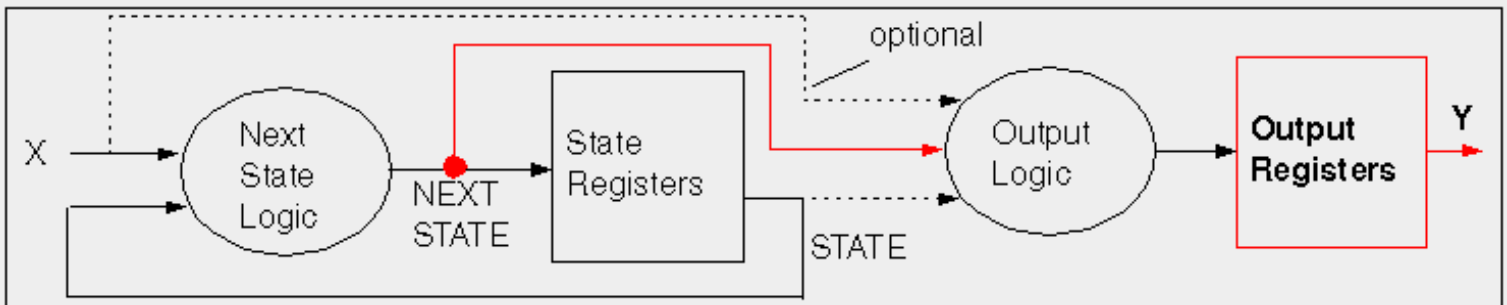 optional
X
Next
State
Logic
NEXT
STATE
State
Registers
STATE
Output
Logic
Output
Registers
Y